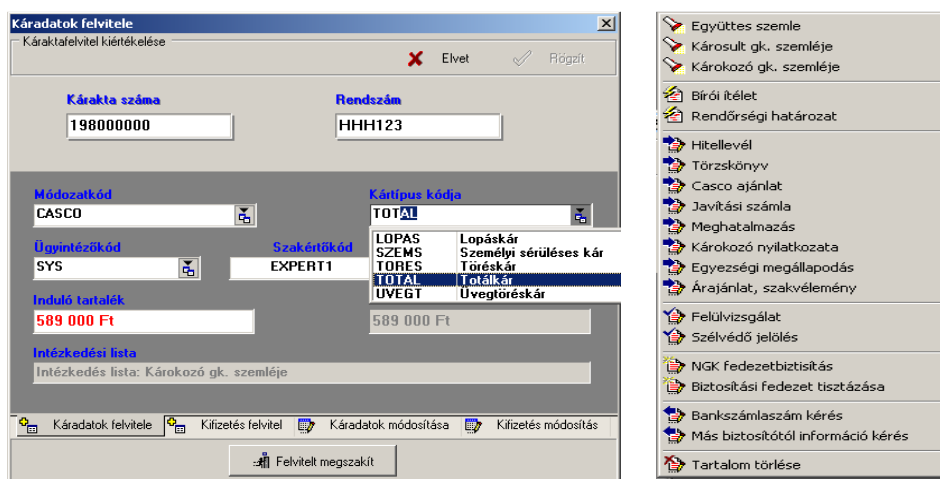 Káradatok felvitele
Káraktafelvitel kiértékelése
Elvet
Rögzít
Kárakta száma
Rendszám
198000000
HHH123
Módozatkód
Kártípus kódja
CASCO
TOTAL
LOPAS Lopáskár
SZEMS Személyi sérüléses kár
TORES Töréskár
TOTAL Totálkár
UVEGT Üvegtöréskár
Ügyintézőkód
Szakértőkód
SYS
EXPERT1
Induló tartalék
589 000 Ft
589 000 Ft
Intézkedési lista
Intézkedés lista: Károkozó gk. szemléje
Káradatok felvitele
Kifizetés felvitel
Káradatok módosítása
Kifizetés módosítás
Felvitelt megszakít
Együttes szemle
Károsult gk. szemléje
Károkozó gk. szemléje
Bírói ítélet
Rendőrségi határozat
Hitellevél
Törzskönyv
Casco ajánlat
Javítási számla
Meghatalmazás
Károkozó nyilatkozata
Egyezségi megállapodás
Árajánlat, szakvélemény
Felülvizsgálat
Szélvédő jelölés
NGK fedezetbiztisítás
Biztosítási fedezet tisztázása
Bankszámlaszám kérés
Más biztosítótól információ kérés
Tartalom törlése